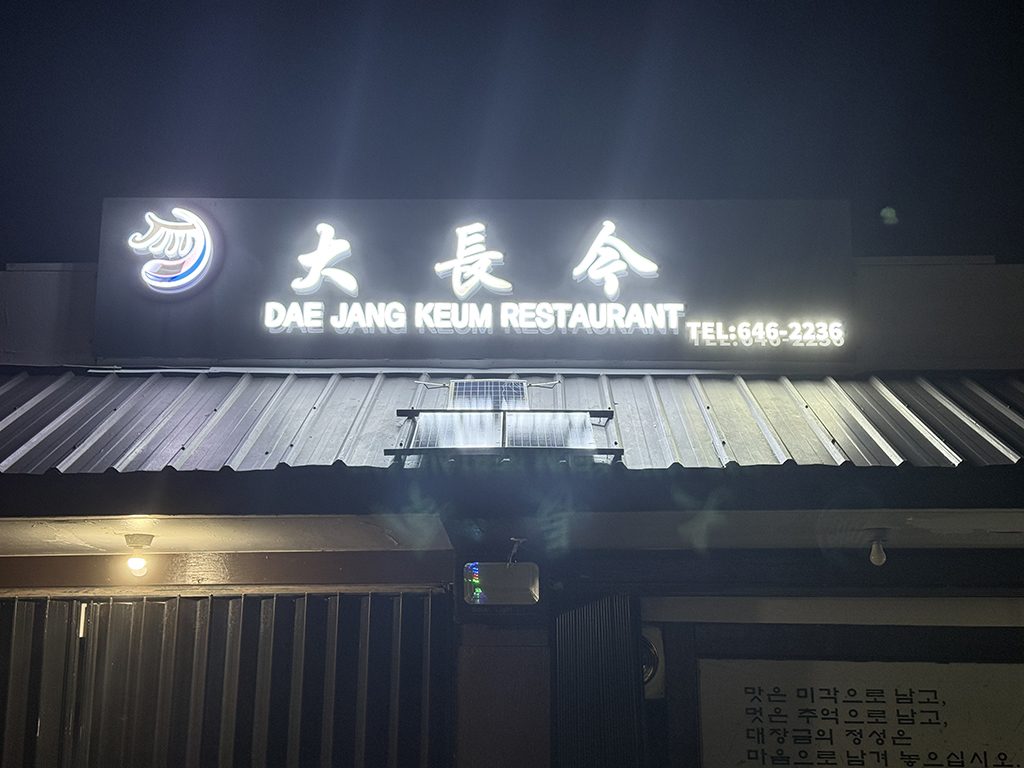 大 長 今
DAE JANG KEUM RESTAURANT
TEL:646-2236
맛은 미각으로 남고,
멋은 추억으로 남고,
대장금의 정성은
마음으로 남겨 놓으십시오.